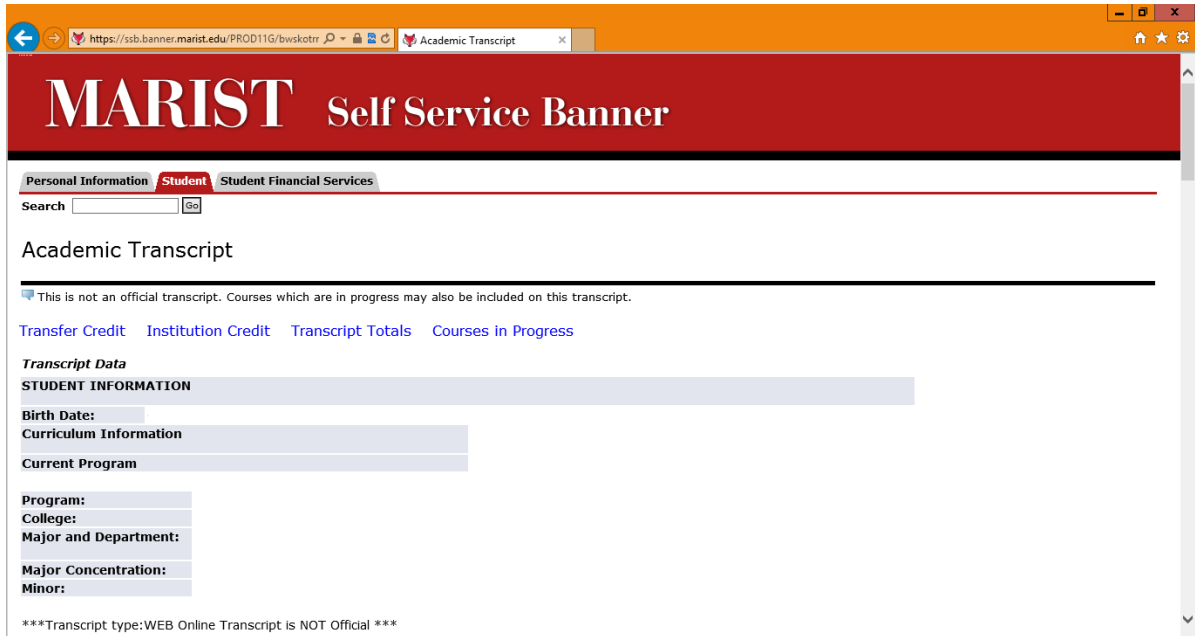 https://ssb.banner.marist.edu/PROD11G/bwskotrr
Academic Transcript
MARIST Self Service Banner
Personal Information Student Student Financial Services
Search Go
Academic Transcript
This is not an official transcript. Courses which are in progress may also be included on this transcript.
Transfer Credit Institution Credit Transcript Totals Courses in Progress
Transcript Data
STUDENT INFORMATION
Birth Date:
Curriculum Information
Current Program
Program:
College:
Major and Department:
Major Concentration:
Minor:
***Transcript type:WEB Online Transcript is NOT Official ***